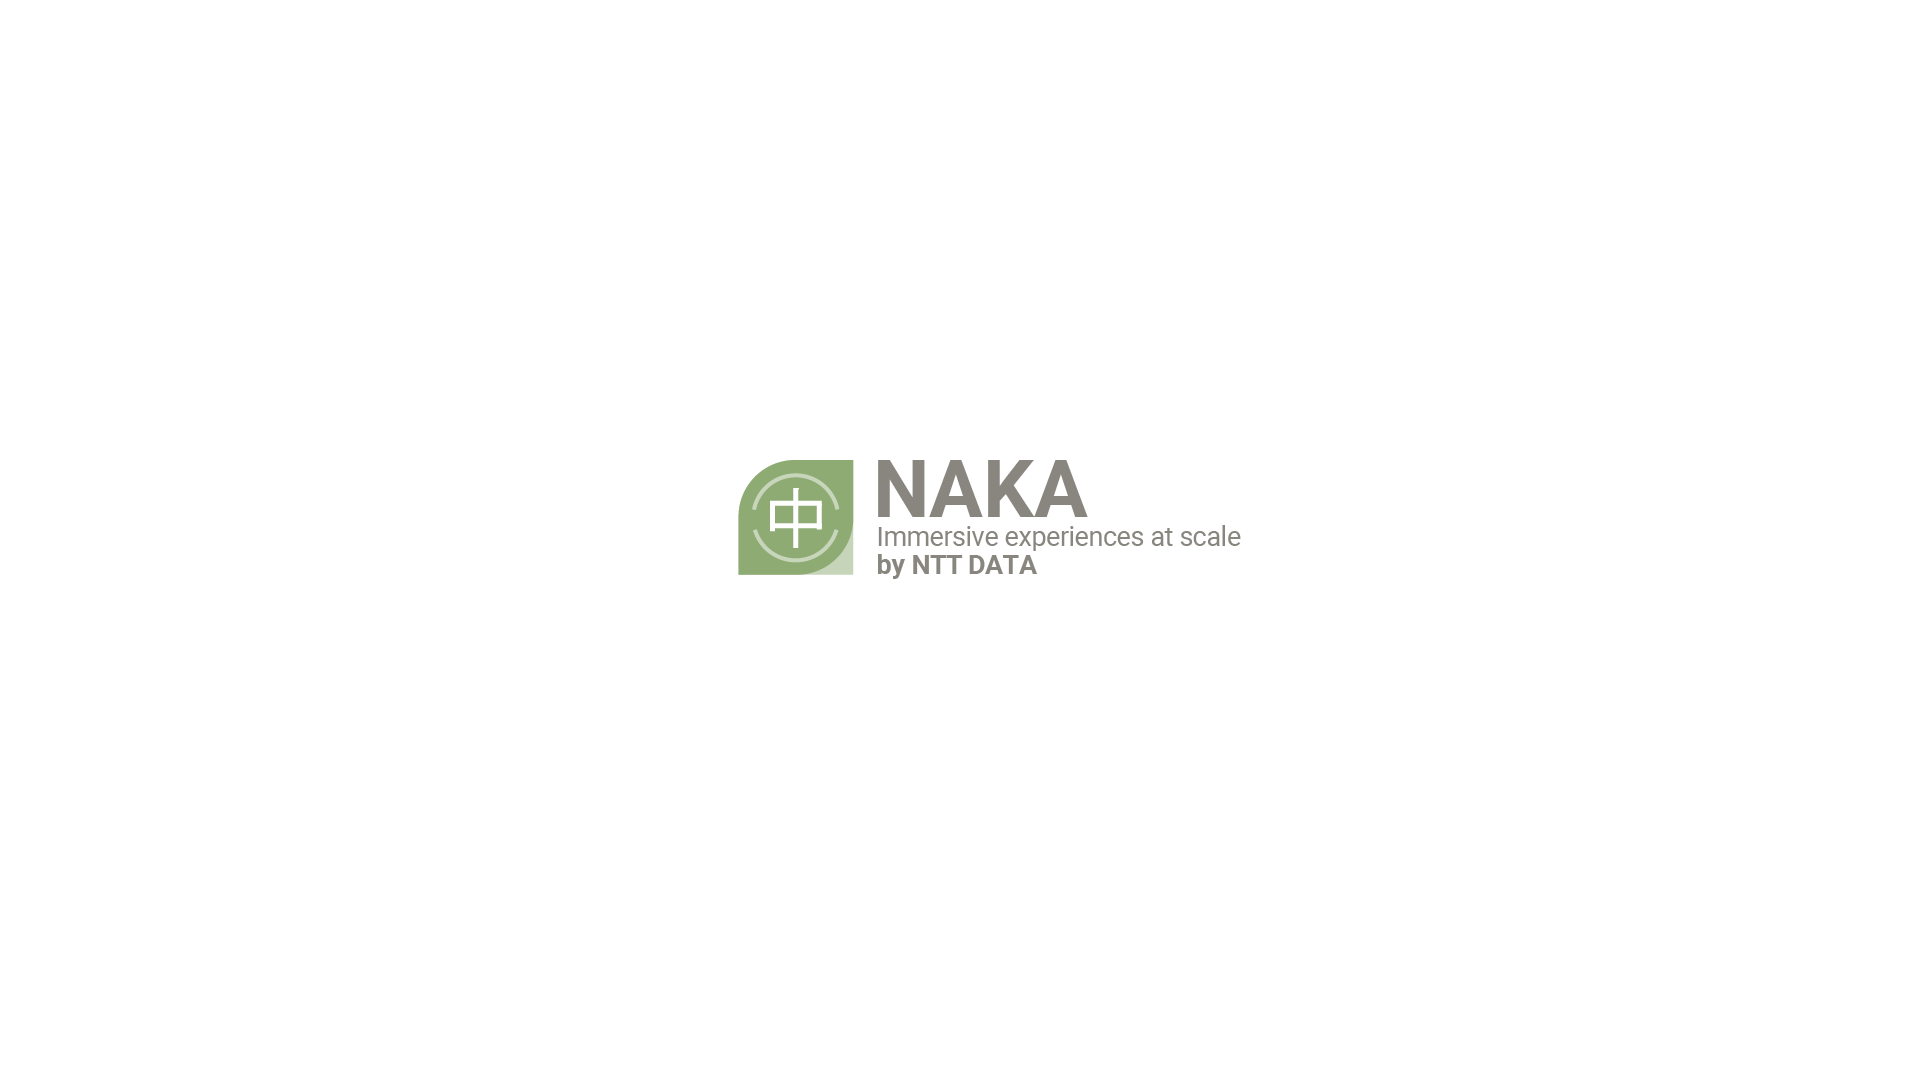 中
NAKA
Immersive experiences at scale
by NTT DATA